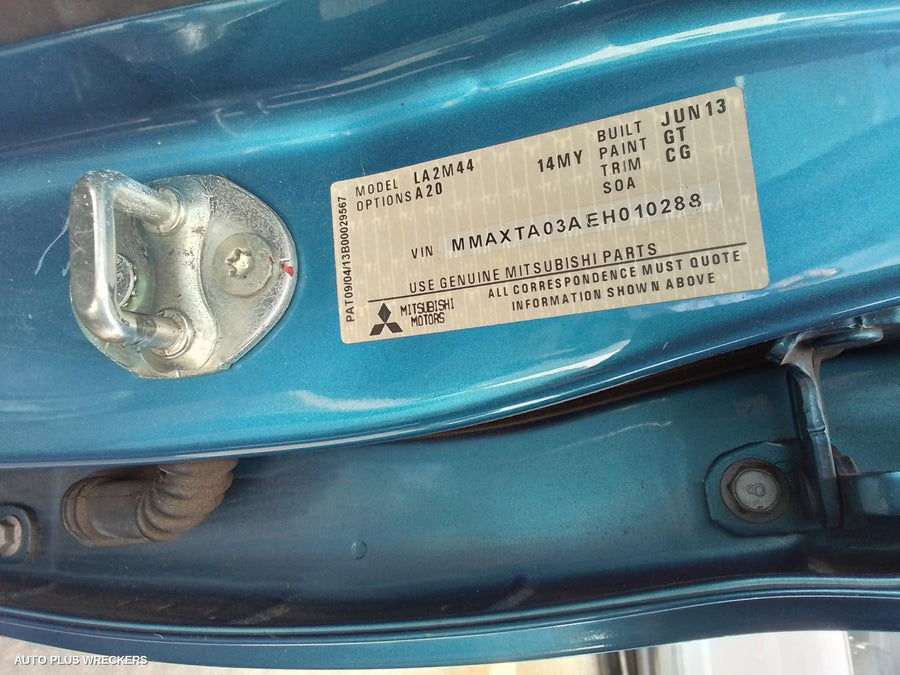 MODEL LA2M44 14MY BUILT JUN13
OPTIONS A20 PAINT GT
TRIM CG
SOA
VIN MMAXTA03AEH010288
USE GENUINE MITSUBISHI PARTS
ALL CORRESPONDENCE MUST QUOTE
INFORMATION SHOWN ABOVE
MITSUBISHI
MOTORS
PAT09/04/13B00029567
AUTO PLUS WRECKERS